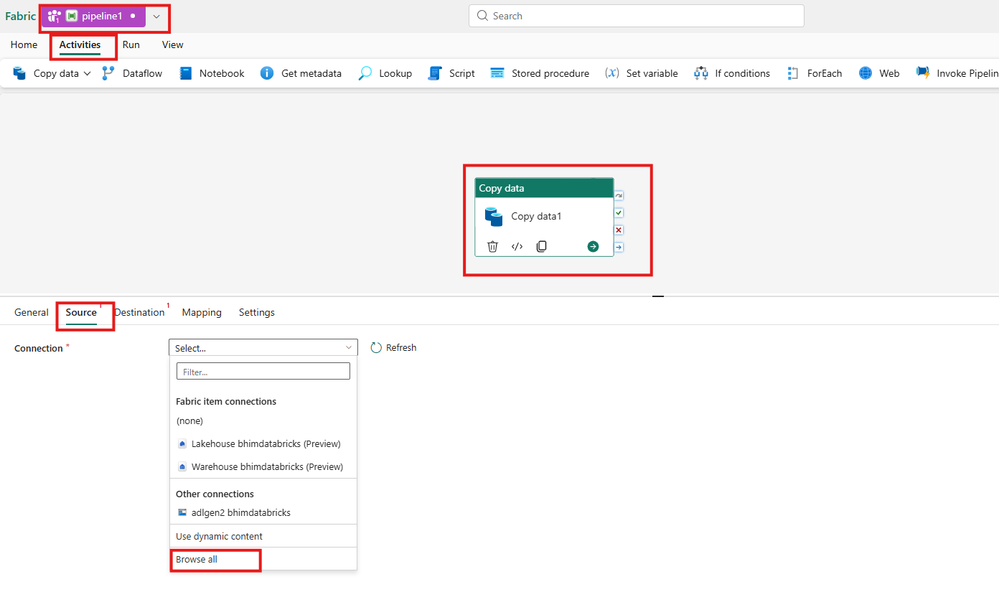 Fabric 1 pipeline1 Search
Home Activities Run View
Copy data Dataflow Notebook Get metadata Lookup Script Stored procedure (x) Set variable If conditions ForEach Web Invoke Pipelin
Copy data
Copy data1
</>
General Source 1 Destination 1 Mapping Settings
Connection * Select... Refresh
Filter...
Fabric item connections
(none)
Lakehouse bhimdatabricks (Preview)
Warehouse bhimdatabricks (Preview)
Other connections
adlgen2 bhimdatabricks
Use dynamic content
Browse all